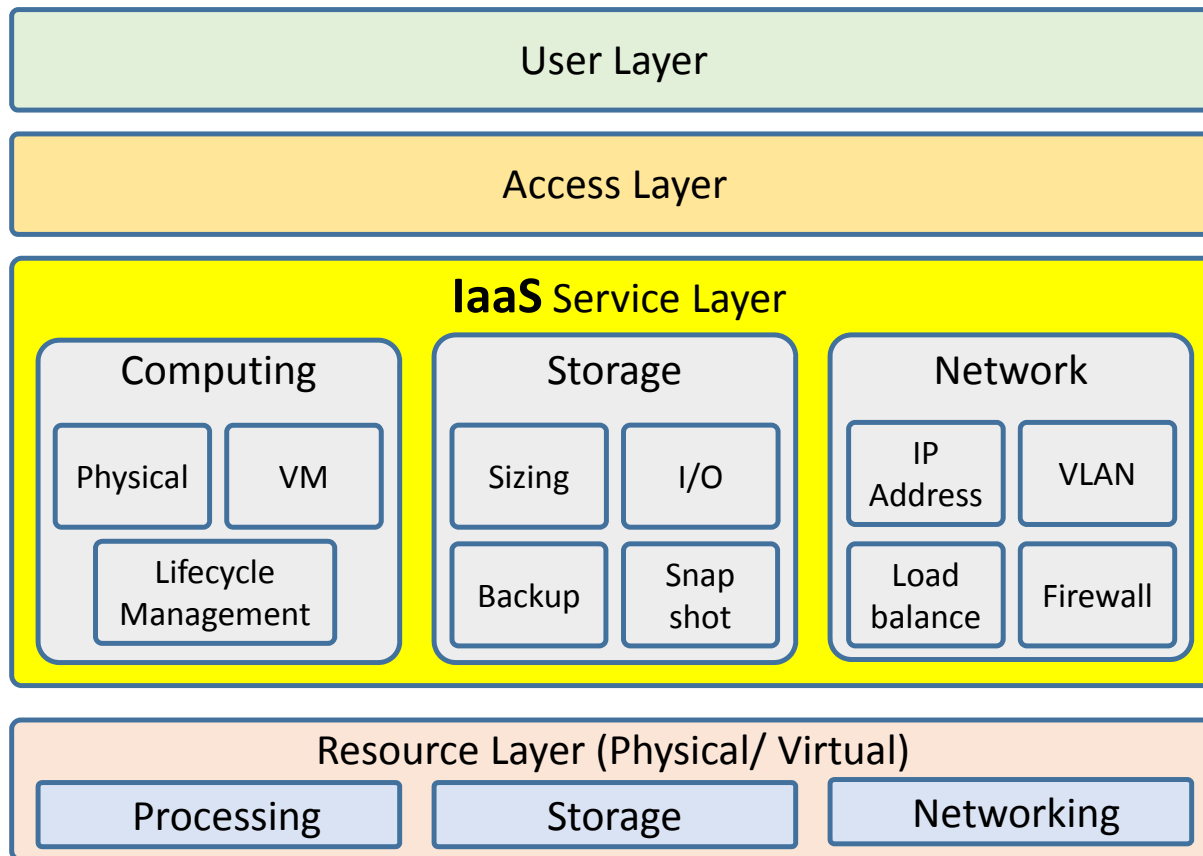 User Layer
Access Layer
IaaS Service Layer
Computing
Physical
VM
Lifecycle
Management
Storage
Sizing
I/O
Backup
Snap
shot
Network
IP
Address
VLAN
Load
balance
Firewall
Resource Layer (Physical/ Virtual)
Processing
Storage
Networking